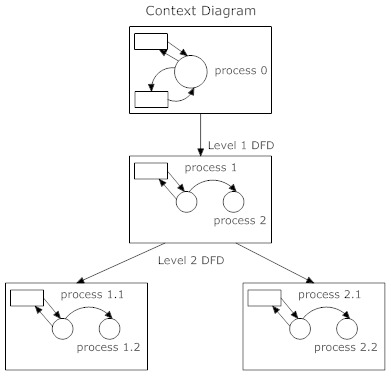 Context Diagram
process 0
Level 1 DFD
process 1
process 2
Level 2 DFD
process 1.1
process 1.2
process 2.1
process 2.2